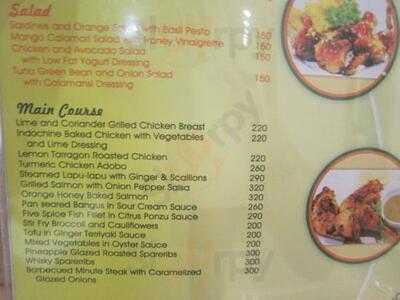 Salad
Sardines and Orange Salad with Basil Pesto 150
Mango Calamari Salad with Honey Vinaigrette 160
Chicken and Avocado Salad 150
with Low Fat Yogurt Dressing
Tuna Green Bean and Onion Salad 150
with Calamansi Dressing
Main Course
Lime and Coriander Grilled Chicken Breast 220
Indochine Baked Chicken with Vegetables 220
and Lime Dressing
Lemon Tarragon Roasted Chicken 220
Turmeric Chicken Adobo 260
Steamed Lapu-lapu with Ginger & Scallions 290
Grilled Salmon with Onion Pepper Salsa 320
Orange Honey Baked Salmon 320
Pan seared Bangus in Sour Cream Sauce 260
Five Spice Fish Fillet in Citrus Ponzu Sauce 290
Stir Fry Broccoli and Cauliflowers 200
Tofu in Ginger Terriyaki Sauce 200
Mixed Vegetables in Oyster Sauce 200
Pineapple Glazed Roasted Spareribs 300
Whisky Spareribs 300
Barbecued Minute Steak with Caramelized 300
Glazed Onions